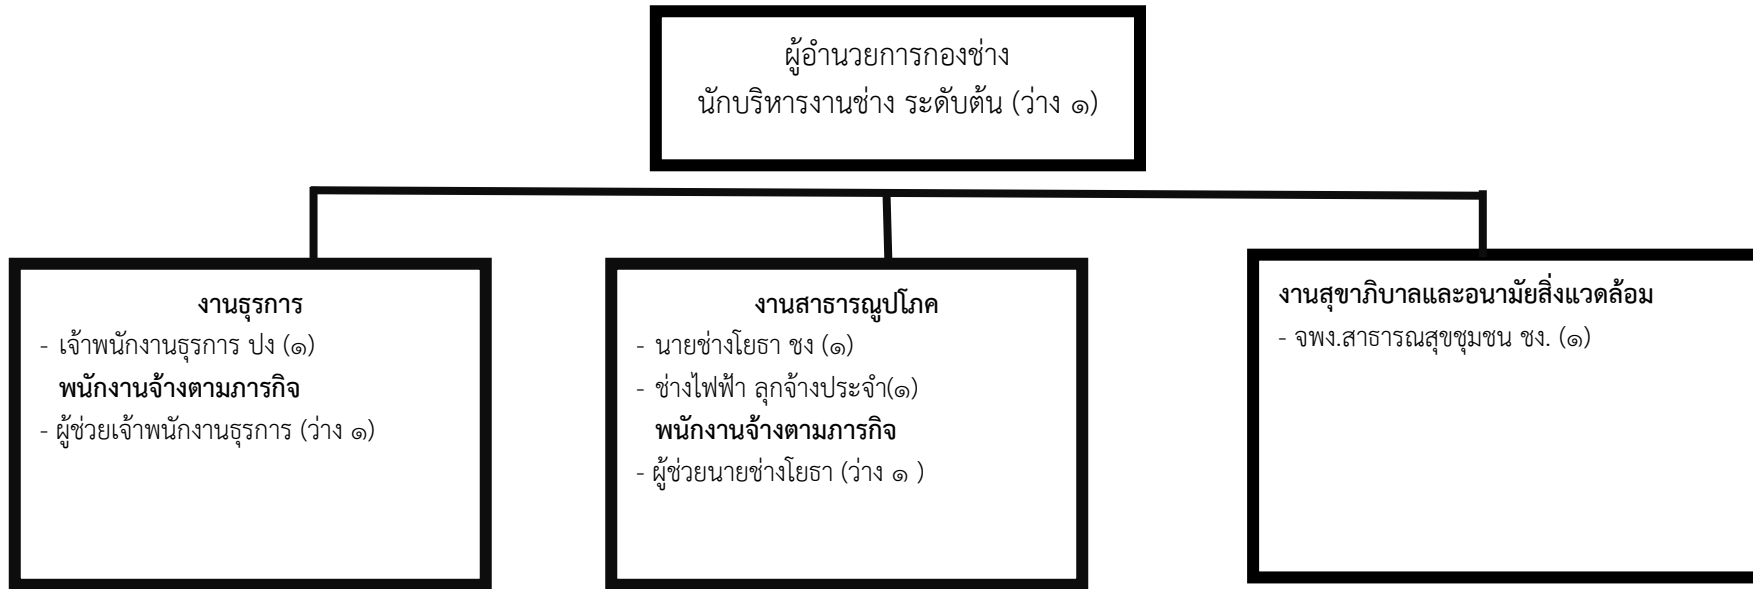 ผู้อำนวยการกองช่าง
นักบริหารงานช่าง ระดับต้น (ว่าง ๑)
งานธุรการ
- เจ้าพนักงานธุรการ ปง (๑)
พนักงานจ้างตามภารกิจ
- ผู้ช่วยเจ้าพนักงานธุรการ (ว่าง ๑)
งานสาธารณูปโภค
- นายช่างโยธา ชง (๑)
- ช่างไฟฟ้า ลุกจ้างประจำ(๑)
พนักงานจ้างตามภารกิจ
- ผู้ช่วยนายช่างโยธา (ว่าง ๑ )
งานสุขาภิบาลและอนามัยสิ่งแวดล้อม
- จพง.สาธารณสุขชุมชน ชง. (๑)